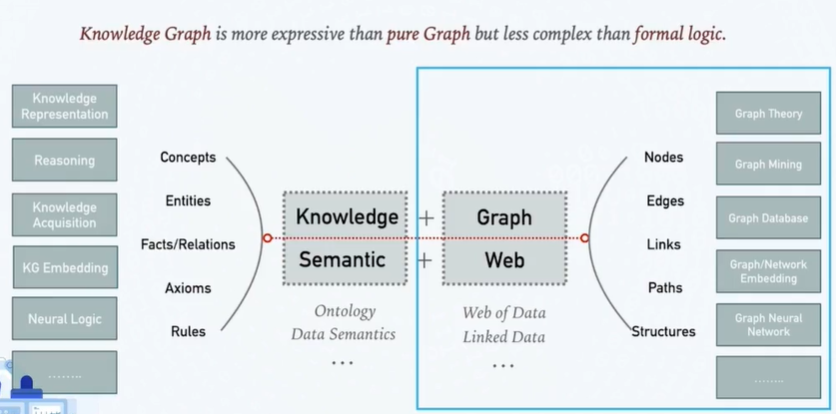 Knowledge Graph is more expressive than pure Graph but less complex than formal logic.
Knowledge
Representation
Reasoning
Knowledge
Acquisition
KG Embedding
Neural Logic
........
Concepts
Entities
Facts/Relations
Axioms
Rules
Knowledge + Graph
Semantic + Web
Ontology
Data Semantics
...
Web of Data
Linked Data
...
Nodes
Edges
Links
Paths
Structures
Graph Theory
Graph Mining
Graph Database
Graph/Network
Embedding
Graph Neural
Network
........